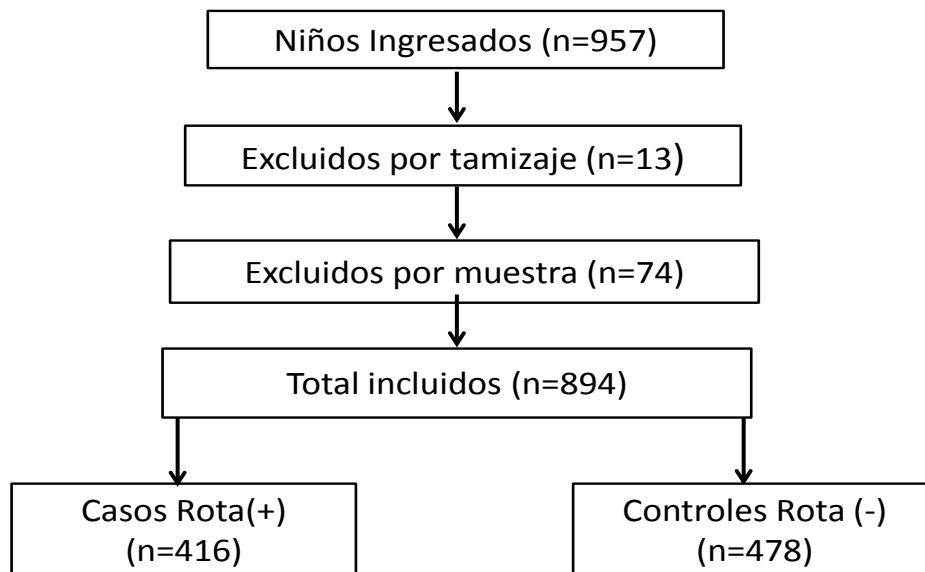 Niños Ingresados (n=957)
Excluidos por tamizaje (n=13)
Excluidos por muestra (n=74)
Total incluidos (n=894)
Casos Rota(+)
(n=416)
Controles Rota (-)
(n=478)